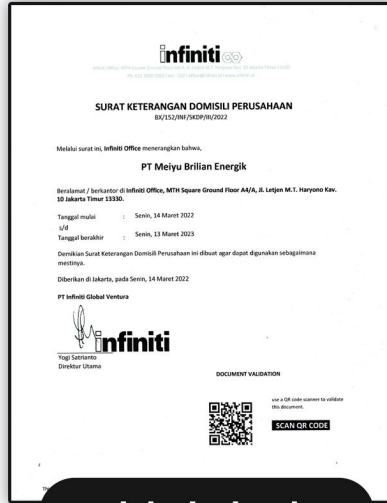 infiniti
SURAT KETERANGAN DOMISILI PERUSAHAAN
BX/152/INF/SKDP/III/2022
Melalui surat ini, Infiniti Office menerangkan bahwa,
PT Meiyu Brilian Energik
Beralamat / berkantor di Infiniti Office, MTH Square Ground Floor A4/A, Jl. Letjen M.T. Haryono Kav.
10 Jakarta Timur 13330.
Tanggal mulai : Senin, 14 Maret 2022
s/d
Tanggal berakhir : Senin, 13 Maret 2023
Demikian Surat Keterangan Domisili Perusahaan ini dibuat agar dapat digunakan sebagaimana
mestinya.
Diberikan di Jakarta, pada Senin, 14 Maret 2022
PT Infiniti Global Ventura
infiniti
Yogi Satrianto
Direktur Utama
DOCUMENT VALIDATION
use a QR code scanner to validate
this document.
SCAN QR CODE